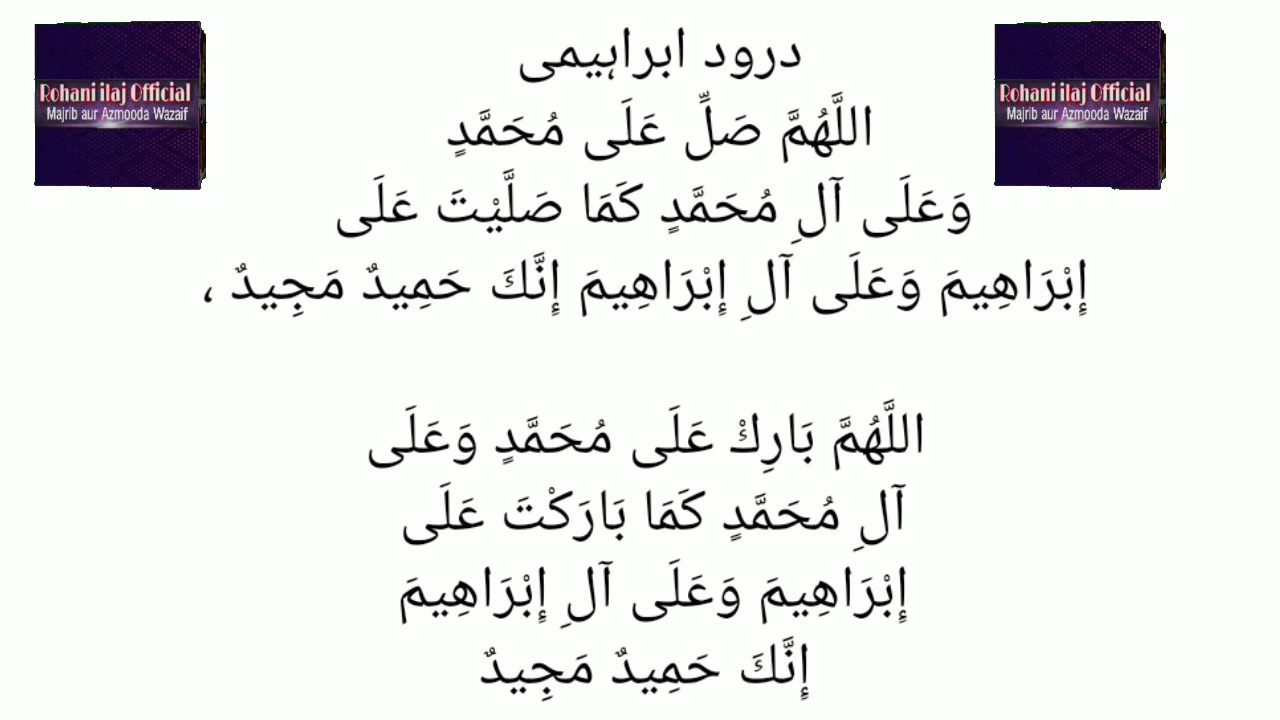 درود ابراہیمی
Rohani ilaj Official
Majrib aur Azmooda Wazaif
Rohani ilaj Official
Majrib aur Azmooda Wazaif
اللَّهُمَّ صَلِّ عَلَى مُحَمَّدٍ
وَعَلَى آلِ مُحَمَّدٍ كَمَا صَلَّيْتَ عَلَى
إِبْرَاهِيمَ وَعَلَى آلِ إِبْرَاهِيمَ إِنَّكَ حَمِيدٌ مَجِيدٌ ،
اللَّهُمَّ بَارِكْ عَلَى مُحَمَّدٍ وَعَلَى
آلِ مُحَمَّدٍ كَمَا بَارَكْتَ عَلَى
إِبْرَاهِيمَ وَعَلَى آلِ إِبْرَاهِيمَ
إِنَّكَ حَمِيدٌ مَجِيدٌ